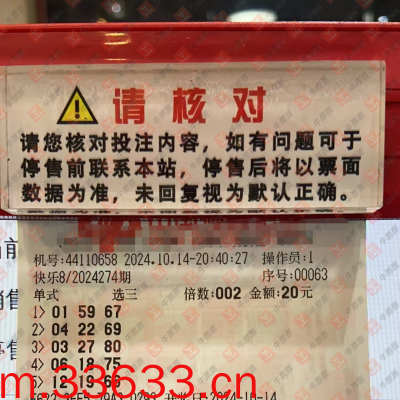 请核对
请您核对投注内容，如有问题可于
停售前联系本站，停售后将以票面
数据为准，未回复视为默认正确。
机号:44110658 2024.10.14-20:40:27 操作员:1
快乐8/2024274期 序号:00063
单式 选三 倍数:002 金额:20元
1> 01 59 67
2> 04 22 69
3> 03 27 80
4> 06 18 75
5> 12 19 66
m.33633.cn